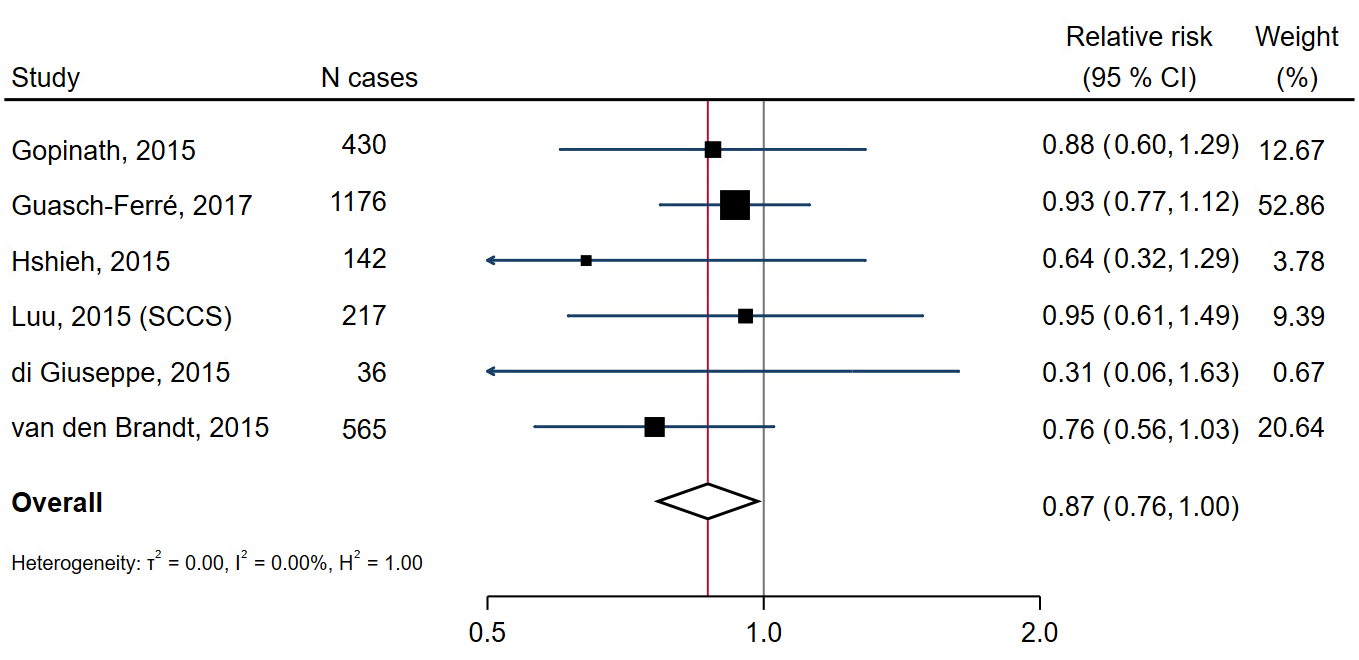 Relative risk Weight
Study N cases (95 % CI) (%)
Gopinath, 2015 430 0.88 (0.60, 1.29) 12.67
Guasch-Ferré, 2017 1176 0.93 (0.77, 1.12) 52.86
Hshieh, 2015 142 0.64 (0.32, 1.29) 3.78
Luu, 2015 (SCCS) 217 0.95 (0.61, 1.49) 9.39
di Giuseppe, 2015 36 0.31 (0.06, 1.63) 0.67
van den Brandt, 2015 565 0.76 (0.56, 1.03) 20.64
Overall 0.87 (0.76, 1.00)
Heterogeneity: τ² = 0.00, I² = 0.00%, H² = 1.00
0.5 1.0 2.0